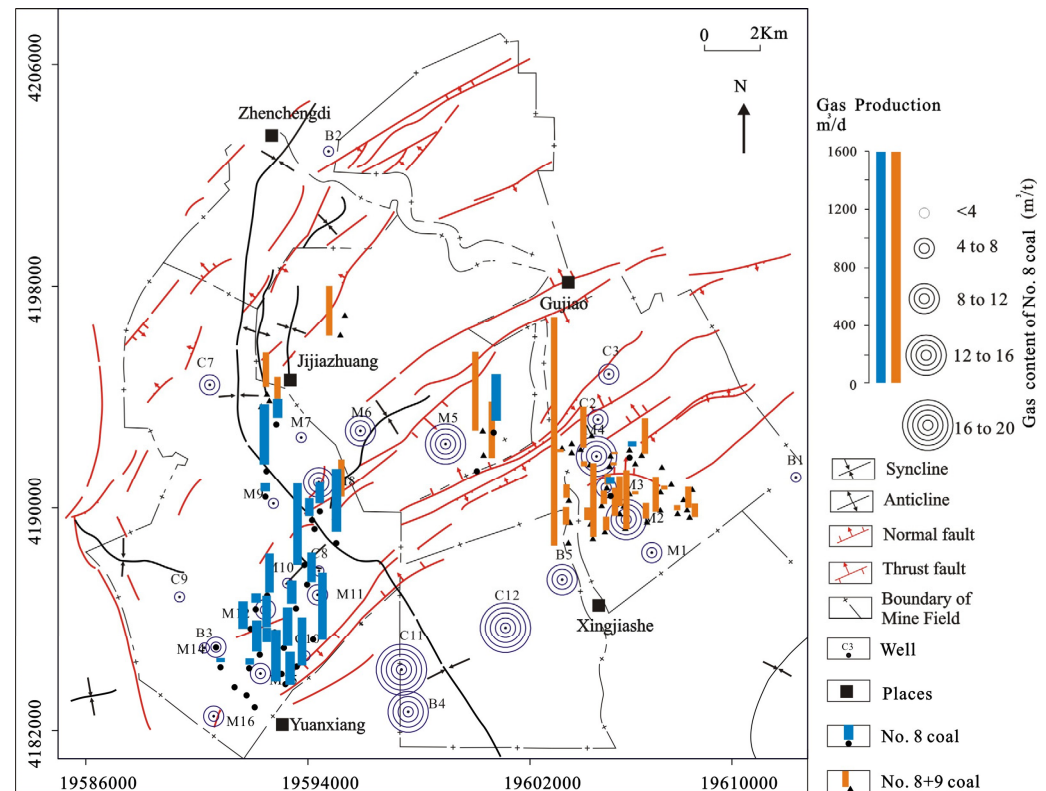 0 2Km
N
4206000
4198000
4190000
4182000
19586000
19594000
19602000
19610000
Zhenchengdi
B2
Gujiao
Jijiazhuang
C7
C3
C2
M7
M6
M5
M4
B1
M9
M3
M2
M1
C8
M10
M11
C9
B5
C12
Xingjiashe
B3
C11
B4
M16
Yuanxiang
Gas Production
m³/d
1600
1200
800
400
0
<4
4 to 8
8 to 12
12 to 16
16 to 20
Gas content of No. 8 coal (m³/t)
Syncline
Anticline
Normal fault
Thrust fault
Boundary of
Mine Field
C3
Well
Places
No. 8 coal
No. 8+9 coal